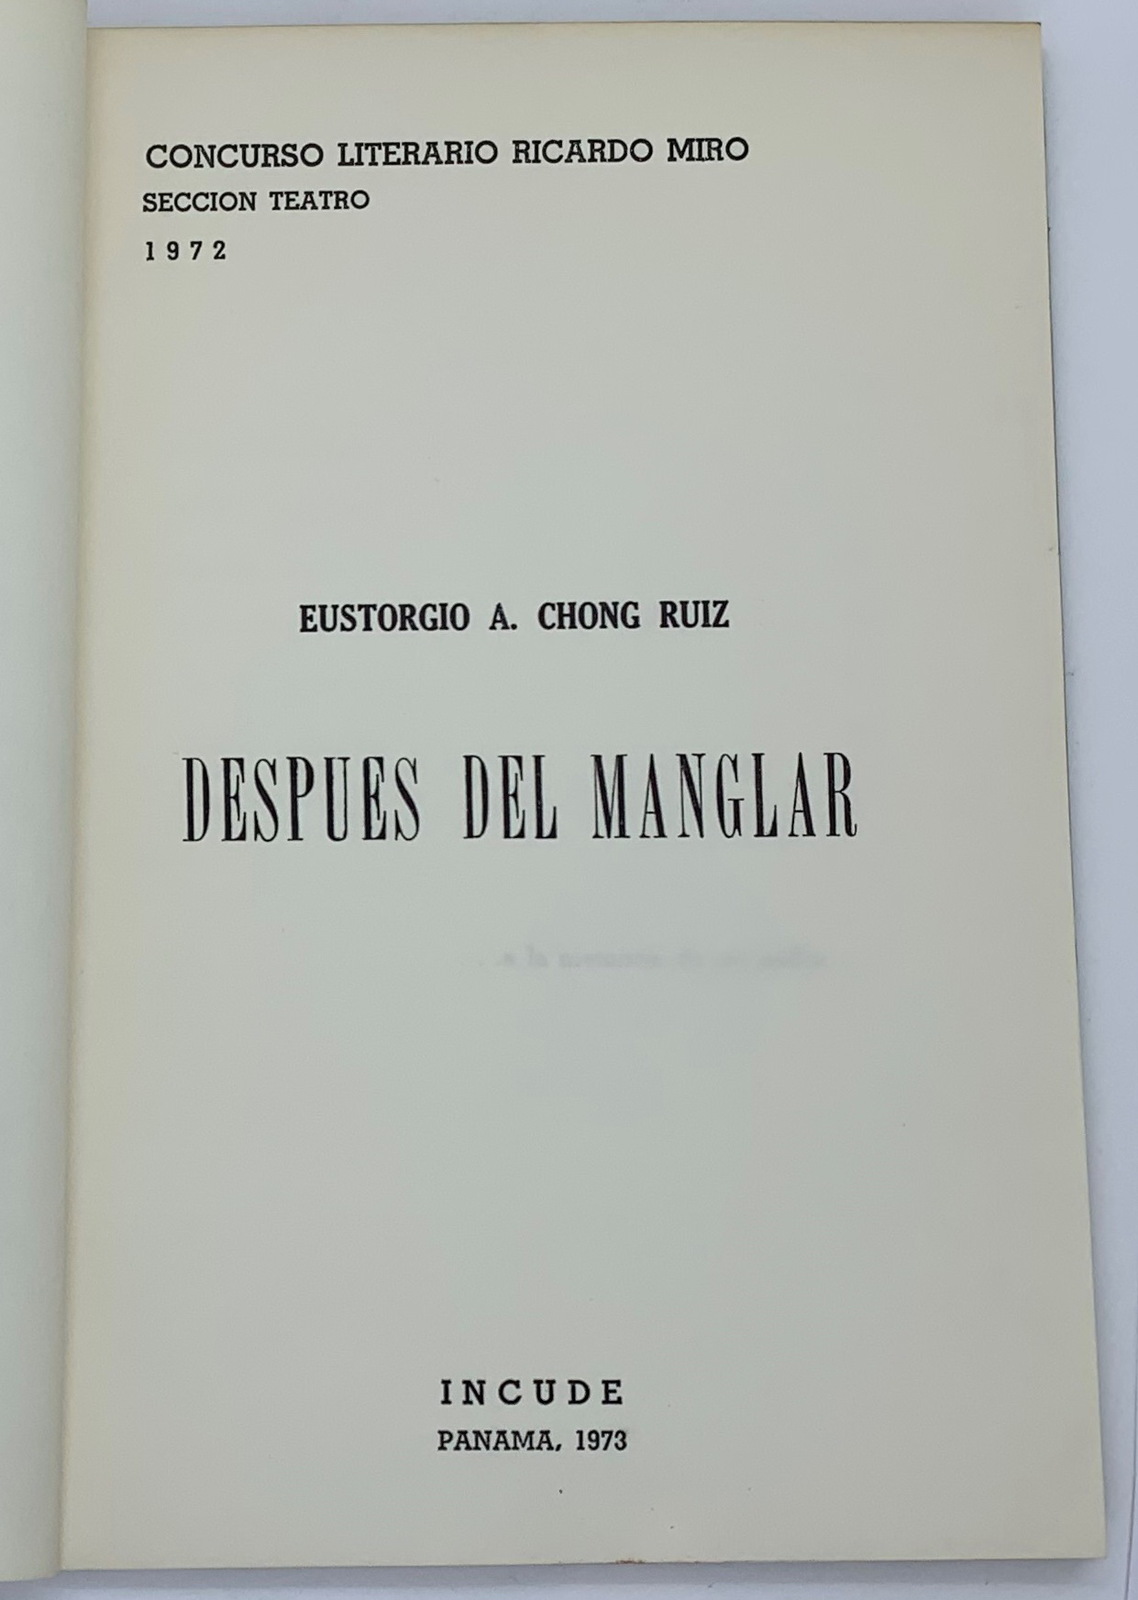 CONCURSO LITERARIO RICARDO MIRO
SECCION TEATRO
1972
EUSTORGIO A. CHONG RUIZ
DESPUES DEL MANGLAR
INCUDE
PANAMA, 1973